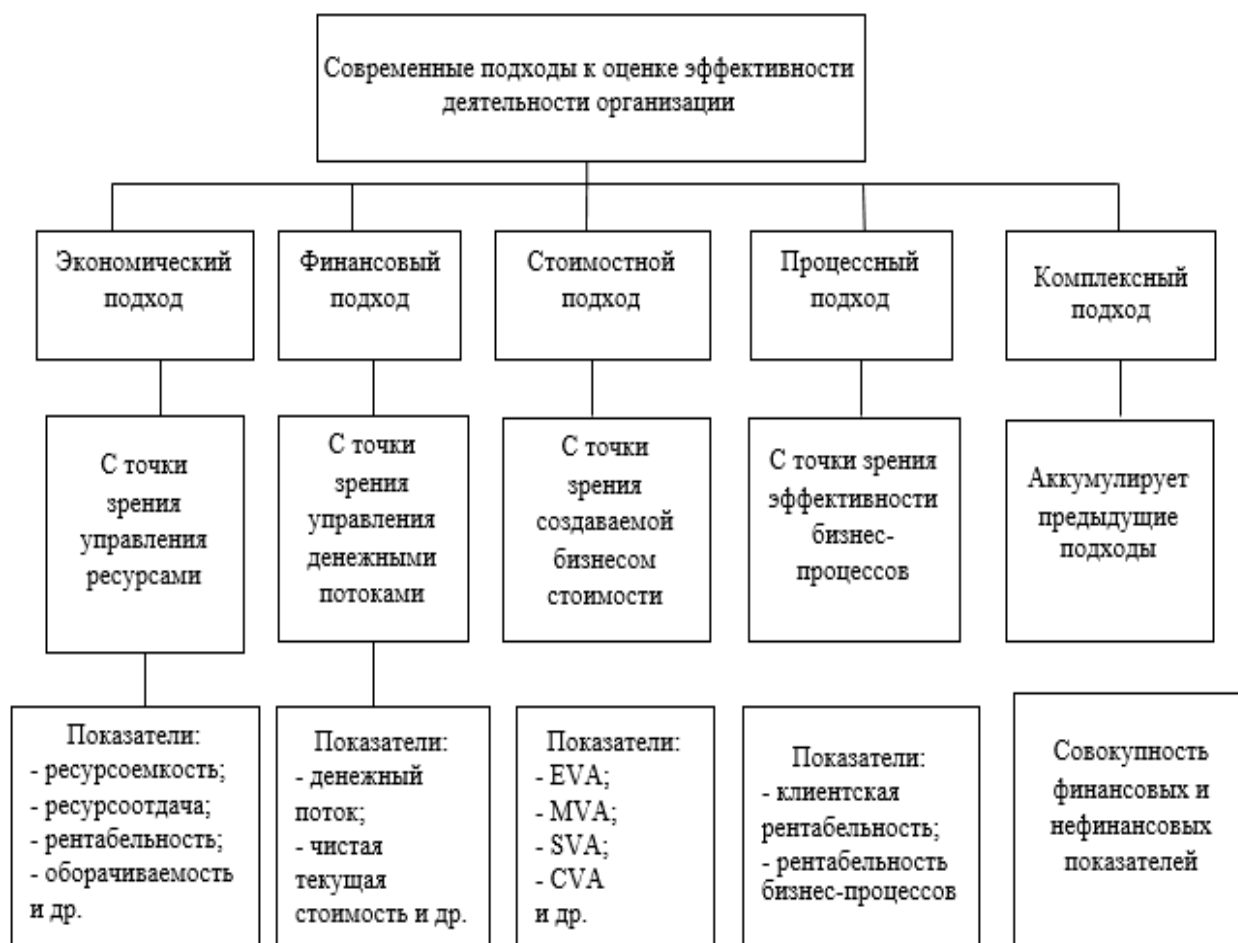 Современные подходы к оценке эффективности
деятельности организации
Экономический
подход
Финансовый
подход
Стоимостной
подход
Процессный
подход
Комплексный
подход
С точки
зрения
управления
ресурсами
С точки
зрения
управления
денежными
потоками
С точки
зрения
создаваемой
бизнесом
стоимости
С точки зрения
эффективности
бизнес-
процессов
Аккумулирует
предыдущие
подходы
Показатели:
- ресурсоемкость;
- ресурсоотдача;
- рентабельность;
- оборачиваемость
и др.
Показатели:
- денежный
поток;
- чистая
текущая
стоимость и др.
Показатели:
- EVA;
- MVA;
- SVA;
- CVA
и др.
Показатели:
- клиентская
рентабельность;
- рентабельность
бизнес-процессов
Совокупность
финансовых и
нефинансовых
показателей